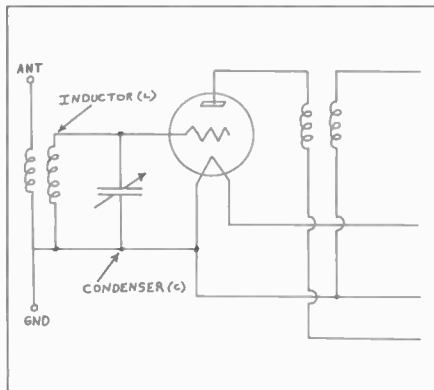 ANT
INDUCTOR (L)
CONDENSER (C)
GND